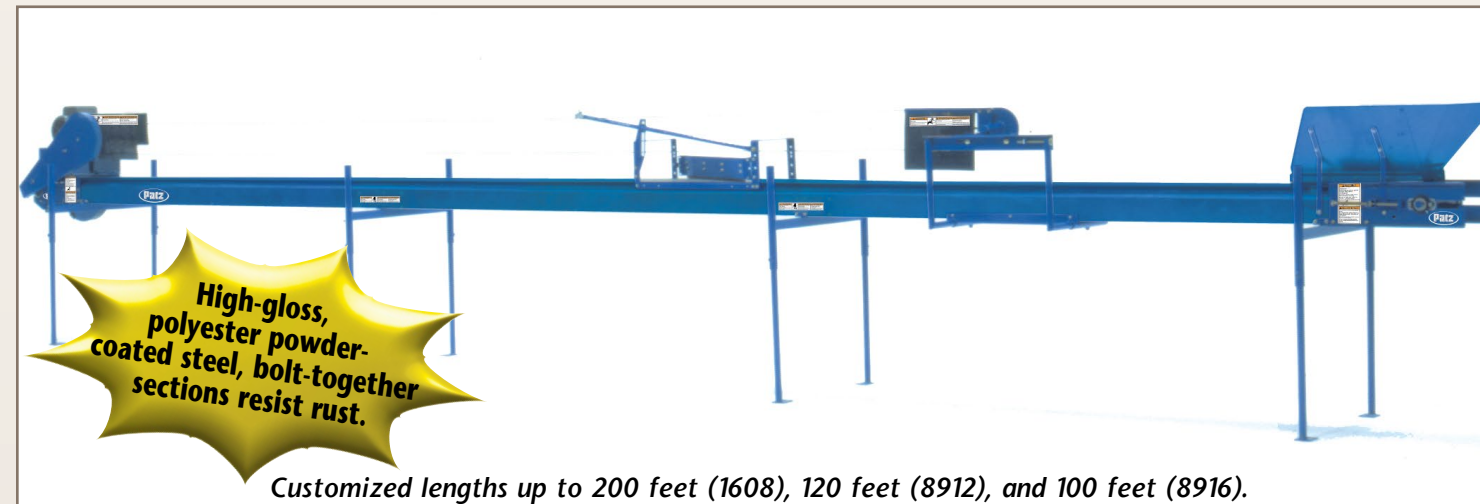 Patz
Patz
High-gloss,
polyester powder-
coated steel, bolt-together
sections resist rust.
Customized lengths up to 200 feet (1608), 120 feet (8912), and 100 feet (8916).